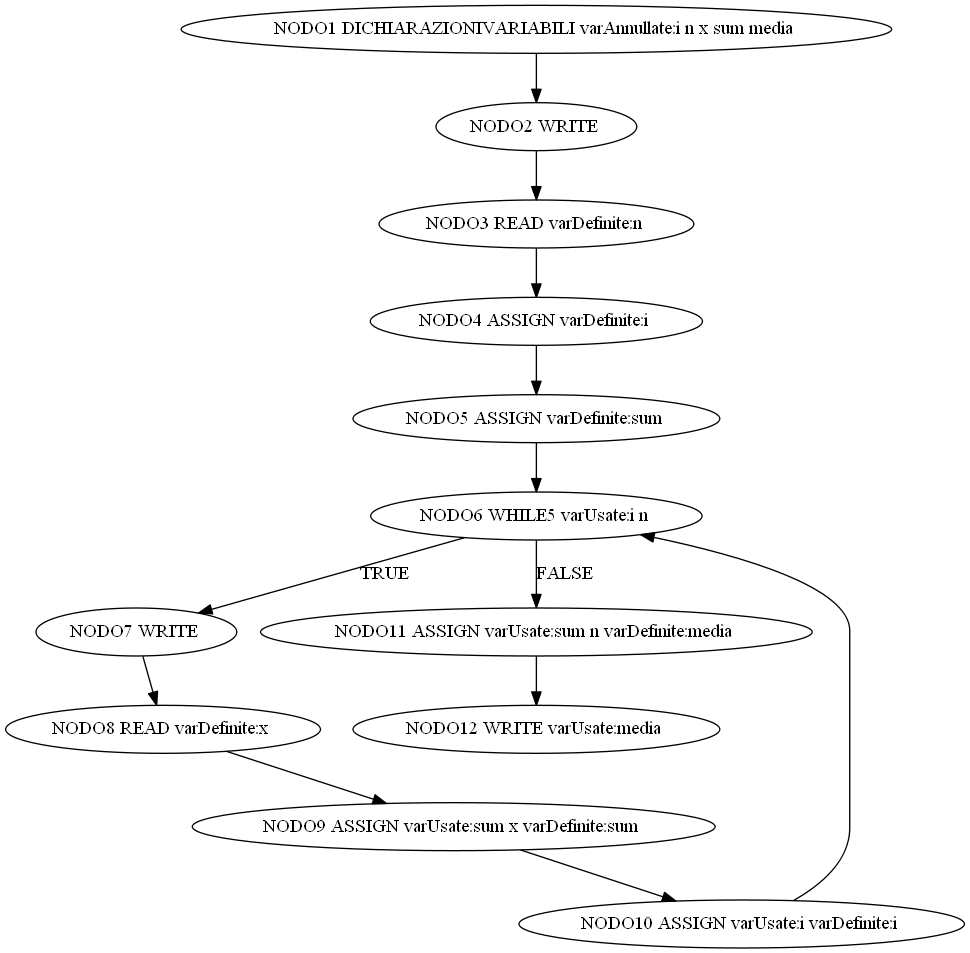 NODO1 DICHIARAZIONIVARIABILI varAnnullate:i n x sum media
NODO2 WRITE
NODO3 READ varDefinite:n
NODO4 ASSIGN varDefinite:i
NODO5 ASSIGN varDefinite:sum
NODO6 WHILE5 varUsate:i n
TRUE
FALSE
NODO7 WRITE
NODO11 ASSIGN varUsate:sum n varDefinite:media
NODO8 READ varDefinite:x
NODO12 WRITE varUsate:media
NODO9 ASSIGN varUsate:sum x varDefinite:sum
NODO10 ASSIGN varUsate:i varDefinite:i